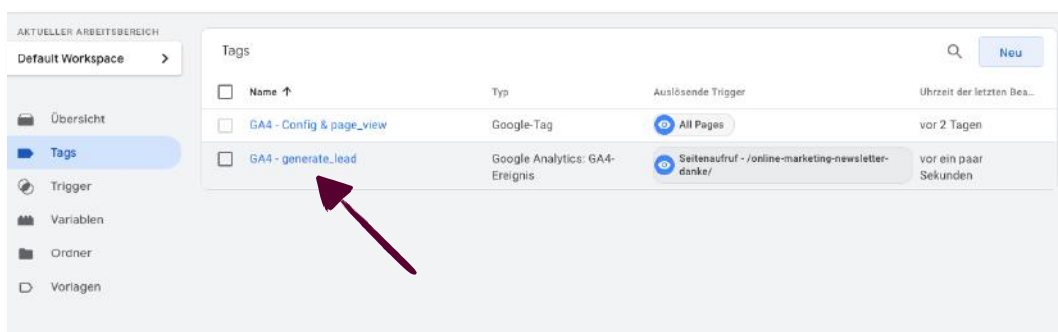 AKTUELLER ARBEITSBEREICH
Default Workspace
Übersicht
Tags
Trigger
Variablen
Ordner
Vorlagen
Tags
Neu
Name ↑ Typ Auslösende Trigger Uhrzeit der letzten Bea...
GA4 - Config & page_view Google-Tag All Pages vor 2 Tagen
GA4 - generate_lead Google Analytics: GA4- Seitenaufruf - /online-marketing-newsletter- vor ein paar
Ereignis danke/ Sekunden